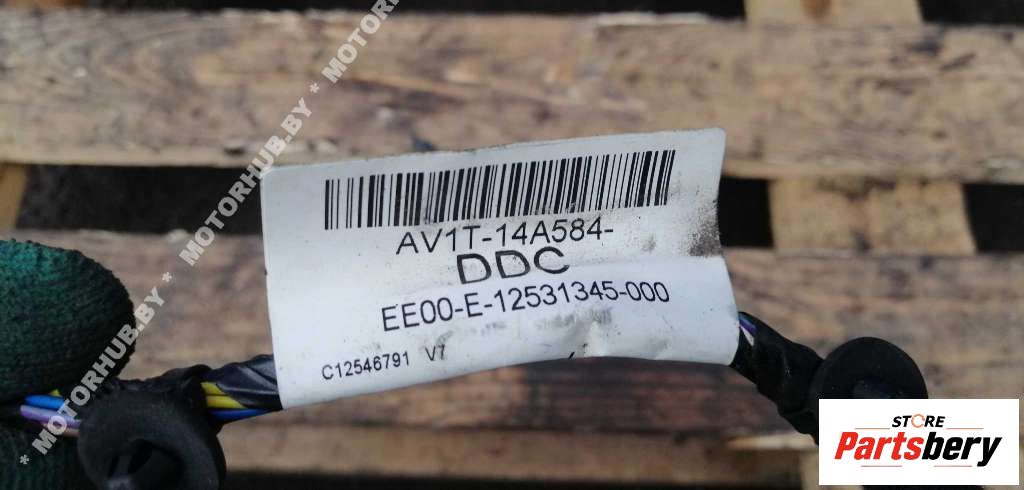 AV1T-14A584-
DDC
EE00-E-12531345-000
C12546791 V7
* MOTORHUB.BY * MOTORHUB.BY * MOTORHUB.BY
STORE
Partsbery